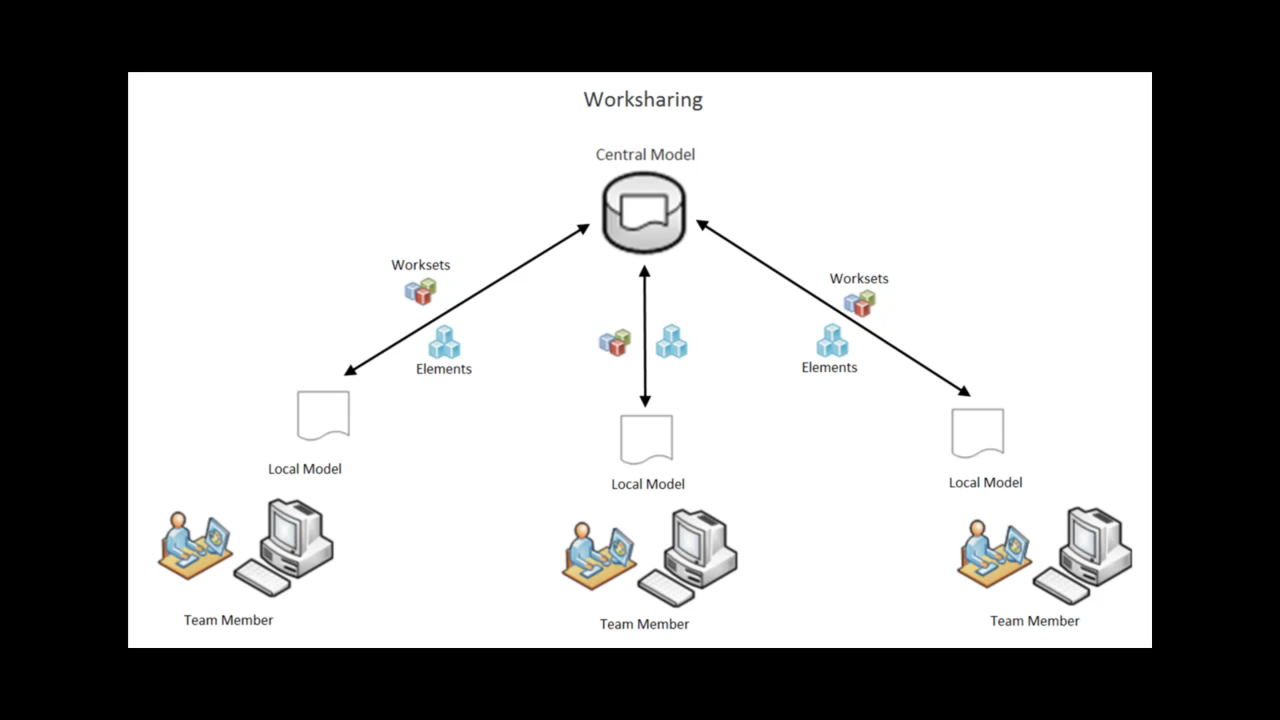 Worksharing
Central Model
Worksets
Worksets
Elements
Elements
Local Model
Local Model
Local Model
Team Member
Team Member
Team Member